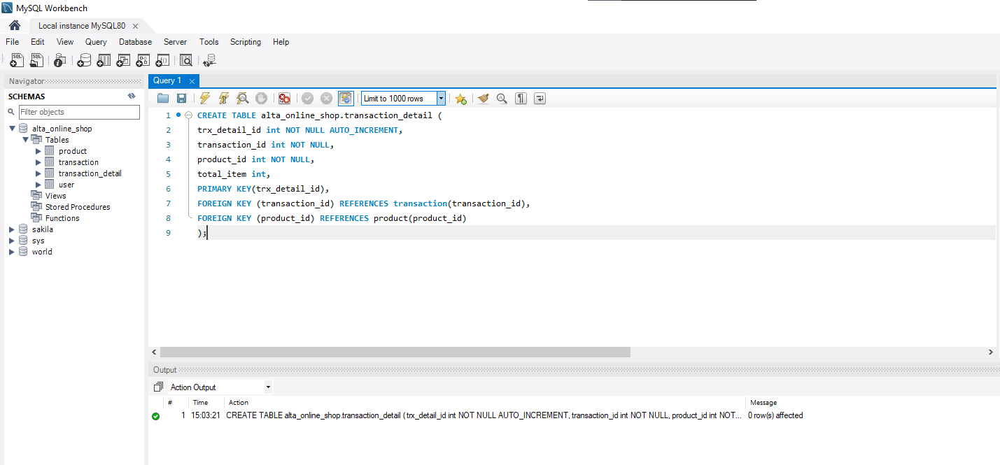 MySQL Workbench
Local instance MySQL80
File Edit View Query Database Server Tools Scripting Help
Navigator
SCHEMAS
Filter objects
alta_online_shop
Tables
product
transaction
transaction_detail
user
Views
Stored Procedures
Functions
sakila
sys
world
Query 1
Limit to 1000 rows
1 CREATE TABLE alta_online_shop.transaction_detail (
2 trx_detail_id int NOT NULL AUTO_INCREMENT,
3 transaction_id int NOT NULL,
4 product_id int NOT NULL,
5 total_item int,
6 PRIMARY KEY(trx_detail_id),
7 FOREIGN KEY (transaction_id) REFERENCES transaction(transaction_id),
8 FOREIGN KEY (product_id) REFERENCES product(product_id)
9 );
Output
Action Output
# Time Action Message
1 15:03:21 CREATE TABLE alta_online_shop.transaction_detail ( trx_detail_id int NOT NULL AUTO_INCREMENT, transaction_id int NOT NULL, product_id int NOT... 0 row(s) affected